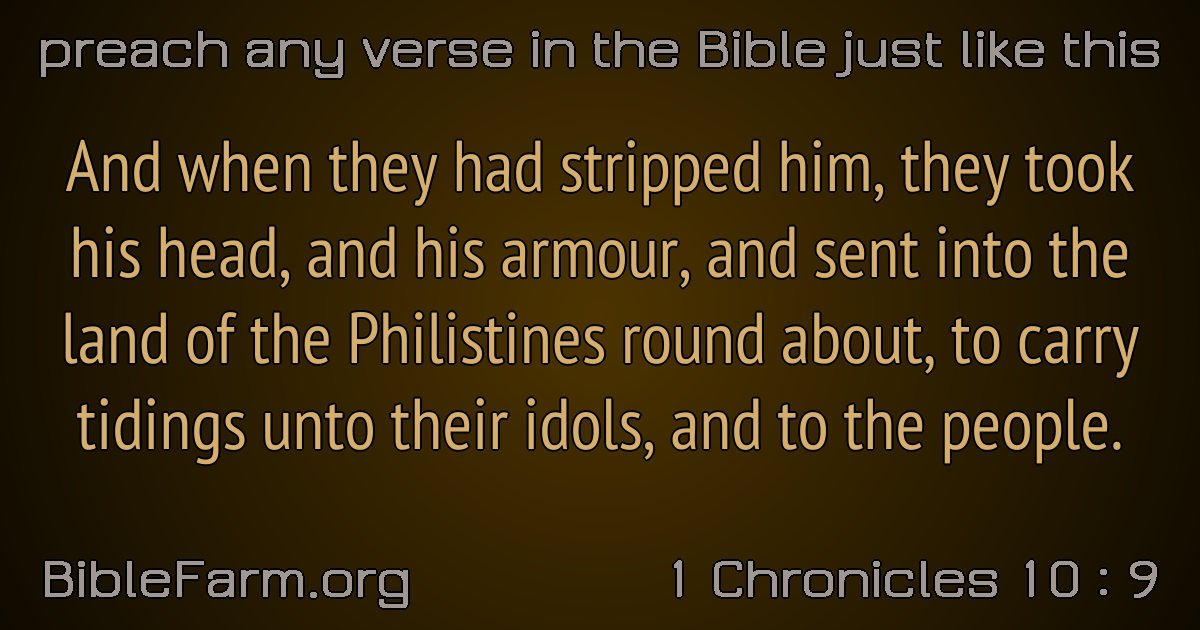 preach any verse in the Bible just like this
And when they had stripped him, they took
his head, and his armour, and sent into the
land of the Philistines round about, to carry
tidings unto their idols, and to the people.
BibleFarm.org
1 Chronicles 10 : 9